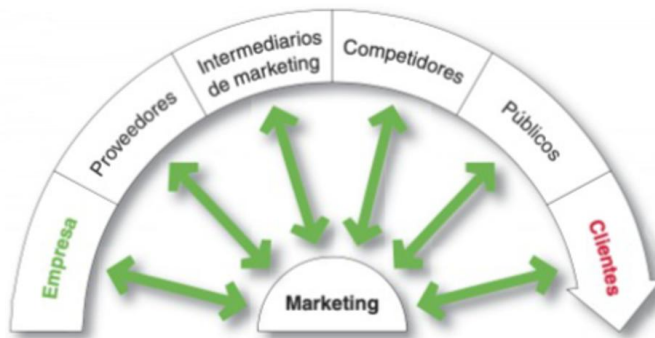 Empresa
Proveedores
Intermediarios
de marketing
Competidores
Públicos
Clientes
Marketing